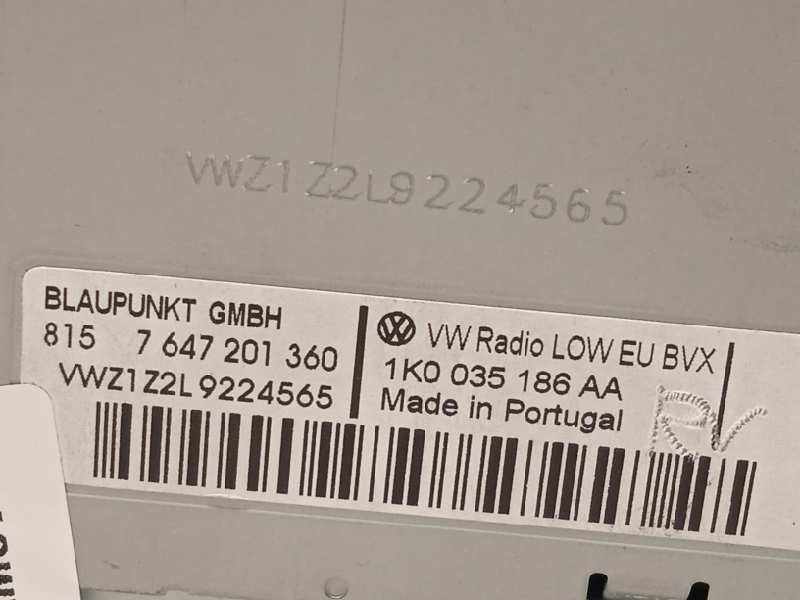 VWZ1Z2L9224565
BLAUPUNKT GMBH
815 7 647 201 360
VWZ1Z2L9224565
VW Radio LOW EU BVX
1K0 035 186 AA
Made in Portugal